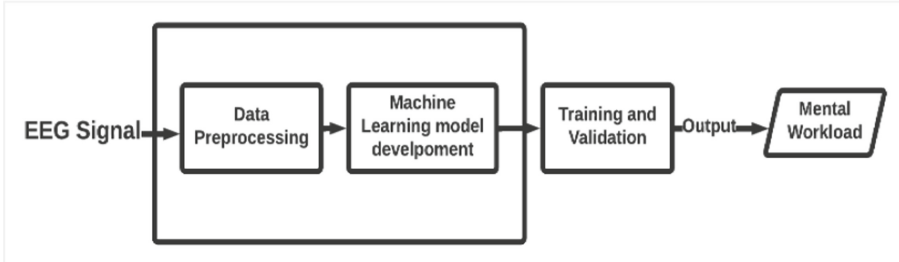 EEG Signal
Data
Preprocessing
Machine
Learning model
develpoment
Training and
Validation
Output
Mental
Workload